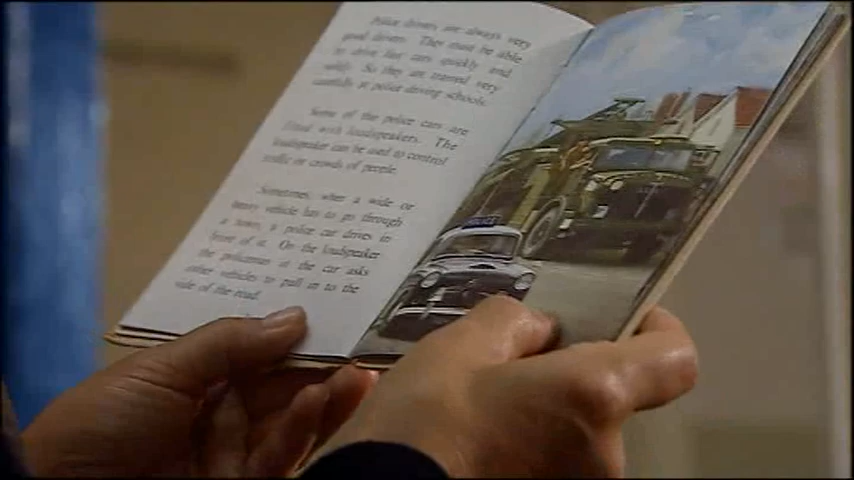 Police drivers are always very
good drivers. They must be able
to drive fast cars quickly and
safely. So they are trained very
carefully at police driving schools.
Some of the police cars are
fitted with loudspeakers. The
loudspeaker can be used to control
traffic or crowds of people.
Sometimes, when a wide or
heavy vehicle has to go through
a town, a police car drives in
front of it. On the loudspeaker
the policeman in the car asks
other vehicles to pull in to the
side of the road.
POLICE